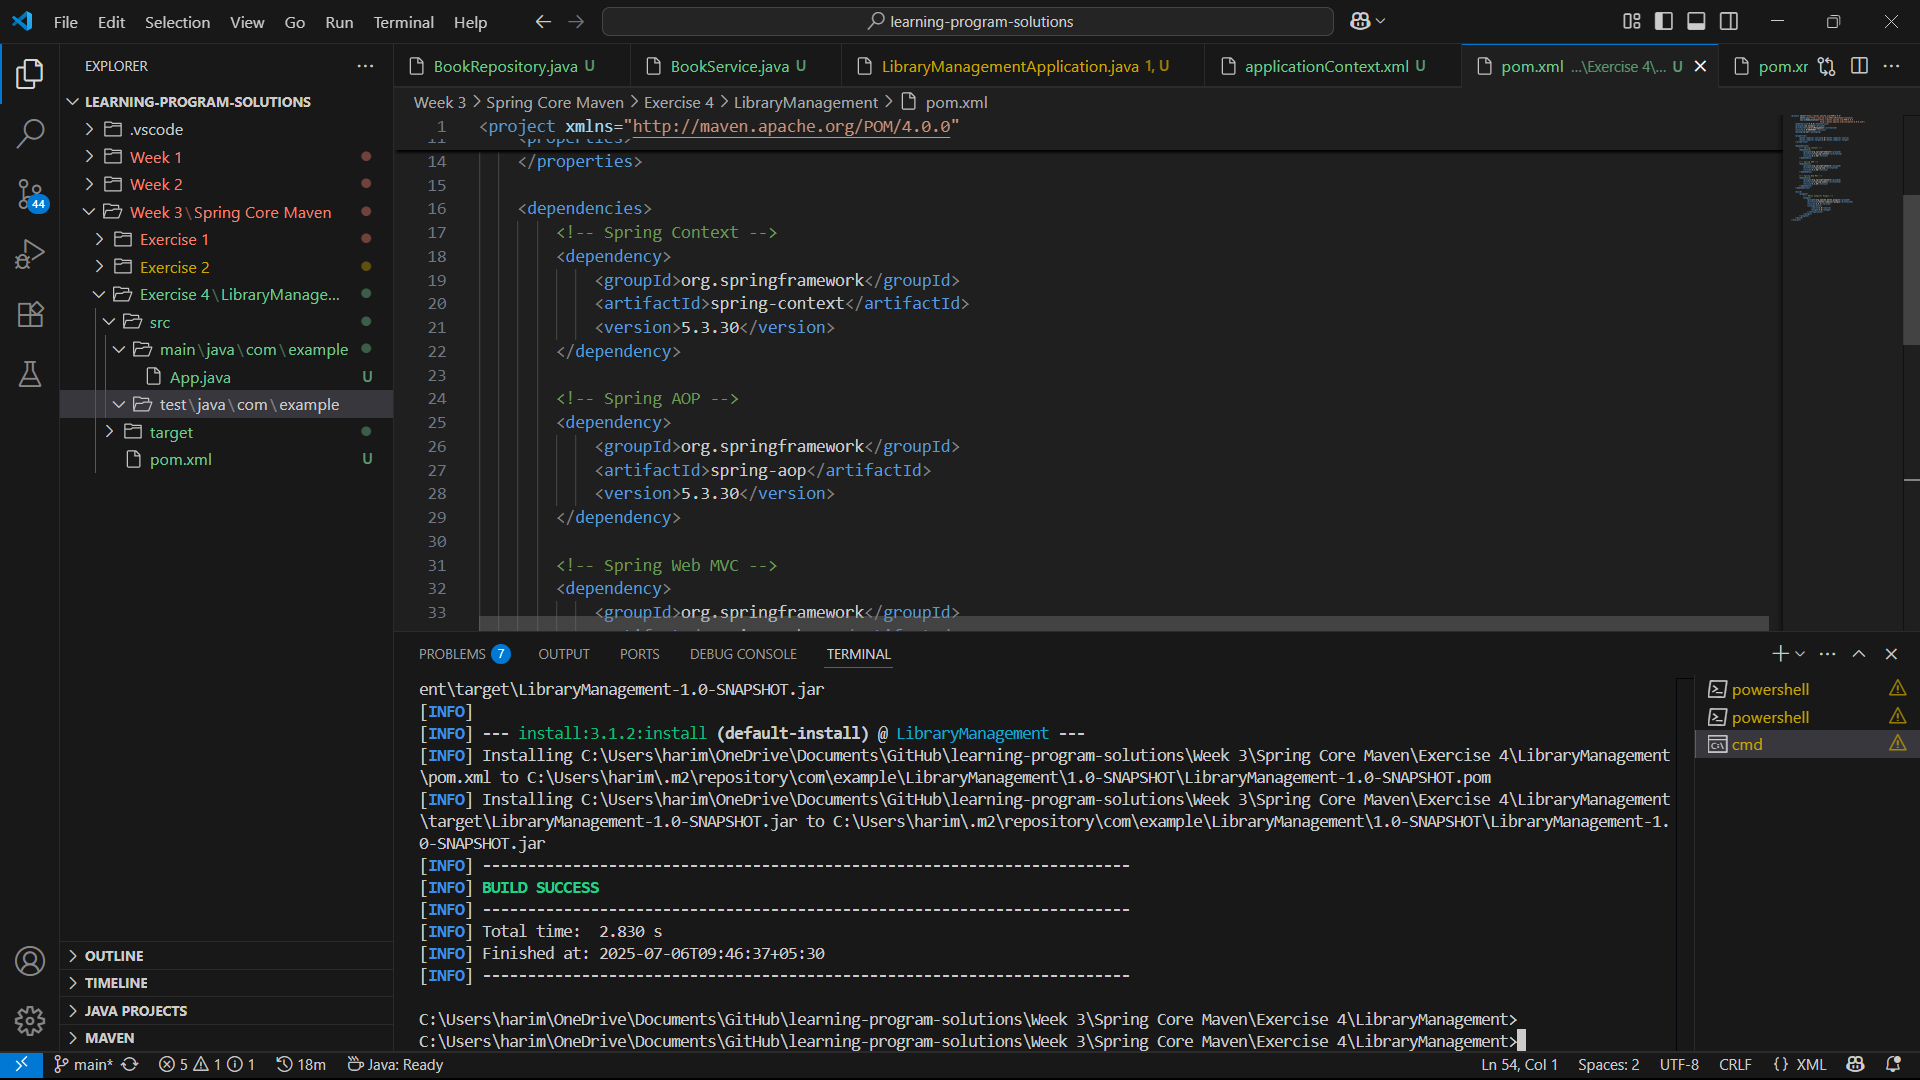 File Edit Selection View Go Run Terminal Help
learning-program-solutions
EXPLORER
LEARNING-PROGRAM-SOLUTIONS
.vscode
Week 1
Week 2
Week 3\Spring Core Maven
Exercise 1
Exercise 2
Exercise 4\LibraryManage...
src
main\java\com\example
App.java U
test\java\com\example
target
pom.xml U
OUTLINE
TIMELINE
JAVA PROJECTS
MAVEN
44
BookRepository.java U BookService.java U LibraryManagementApplication.java 1, U applicationContext.xml U pom.xml ...\Exercise 4\... U pom.xr
Week 3 > Spring Core Maven > Exercise 4 > LibraryManagement > pom.xml
1 <project xmlns="http://maven.apache.org/POM/4.0.0"
11 <properties>
14 </properties>
15
16 <dependencies>
17 <!-- Spring Context -->
18 <dependency>
19 <groupId>org.springframework</groupId>
20 <artifactId>spring-context</artifactId>
21 <version>5.3.30</version>
22 </dependency>
23
24 <!-- Spring AOP -->
25 <dependency>
26 <groupId>org.springframework</groupId>
27 <artifactId>spring-aop</artifactId>
28 <version>5.3.30</version>
29 </dependency>
30
31 <!-- Spring Web MVC -->
32 <dependency>
33 <groupId>org.springframework</groupId>
PROBLEMS 7 OUTPUT PORTS DEBUG CONSOLE TERMINAL
ent\target\LibraryManagement-1.0-SNAPSHOT.jar
[INFO]
[INFO] --- install:3.1.2:install (default-install) @ LibraryManagement ---
[INFO] Installing C:\Users\harim\OneDrive\Documents\GitHub\learning-program-solutions\Week 3\Spring Core Maven\Exercise 4\LibraryManagement
\pom.xml to C:\Users\harim\.m2\repository\com\example\LibraryManagement\1.0-SNAPSHOT\LibraryManagement-1.0-SNAPSHOT.pom
[INFO] Installing C:\Users\harim\OneDrive\Documents\GitHub\learning-program-solutions\Week 3\Spring Core Maven\Exercise 4\LibraryManagement
\target\LibraryManagement-1.0-SNAPSHOT.jar to C:\Users\harim\.m2\repository\com\example\LibraryManagement\1.0-SNAPSHOT\LibraryManagement-1.
0-SNAPSHOT.jar
[INFO] ------------------------------------------------------------------------
[INFO] BUILD SUCCESS
[INFO] ------------------------------------------------------------------------
[INFO] Total time:  2.830 s
[INFO] Finished at: 2025-07-06T09:46:37+05:30
[INFO] ------------------------------------------------------------------------
C:\Users\harim\OneDrive\Documents\GitHub\learning-program-solutions\Week 3\Spring Core Maven\Exercise 4\LibraryManagement>
C:\Users\harim\OneDrive\Documents\GitHub\learning-program-solutions\Week 3\Spring Core Maven\Exercise 4\LibraryManagement>
powershell
powershell
cmd
main* 5 1 1 18m Java: Ready Ln 54, Col 1 Spaces: 2 UTF-8 CRLF {} XML